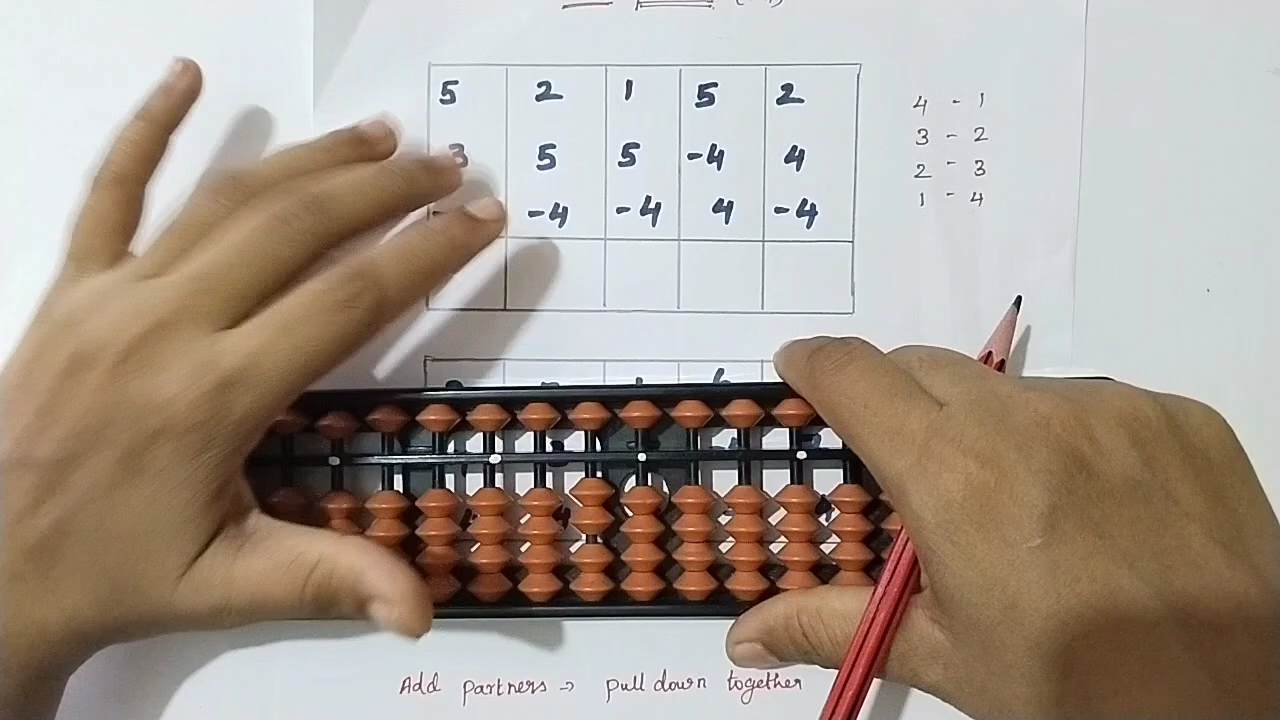 5 2 1 5 2
3 5 5 -4 4
-4 -4 4 -4
4 - 1
3 - 2
2 - 3
1 - 4
Add partners → pull down together